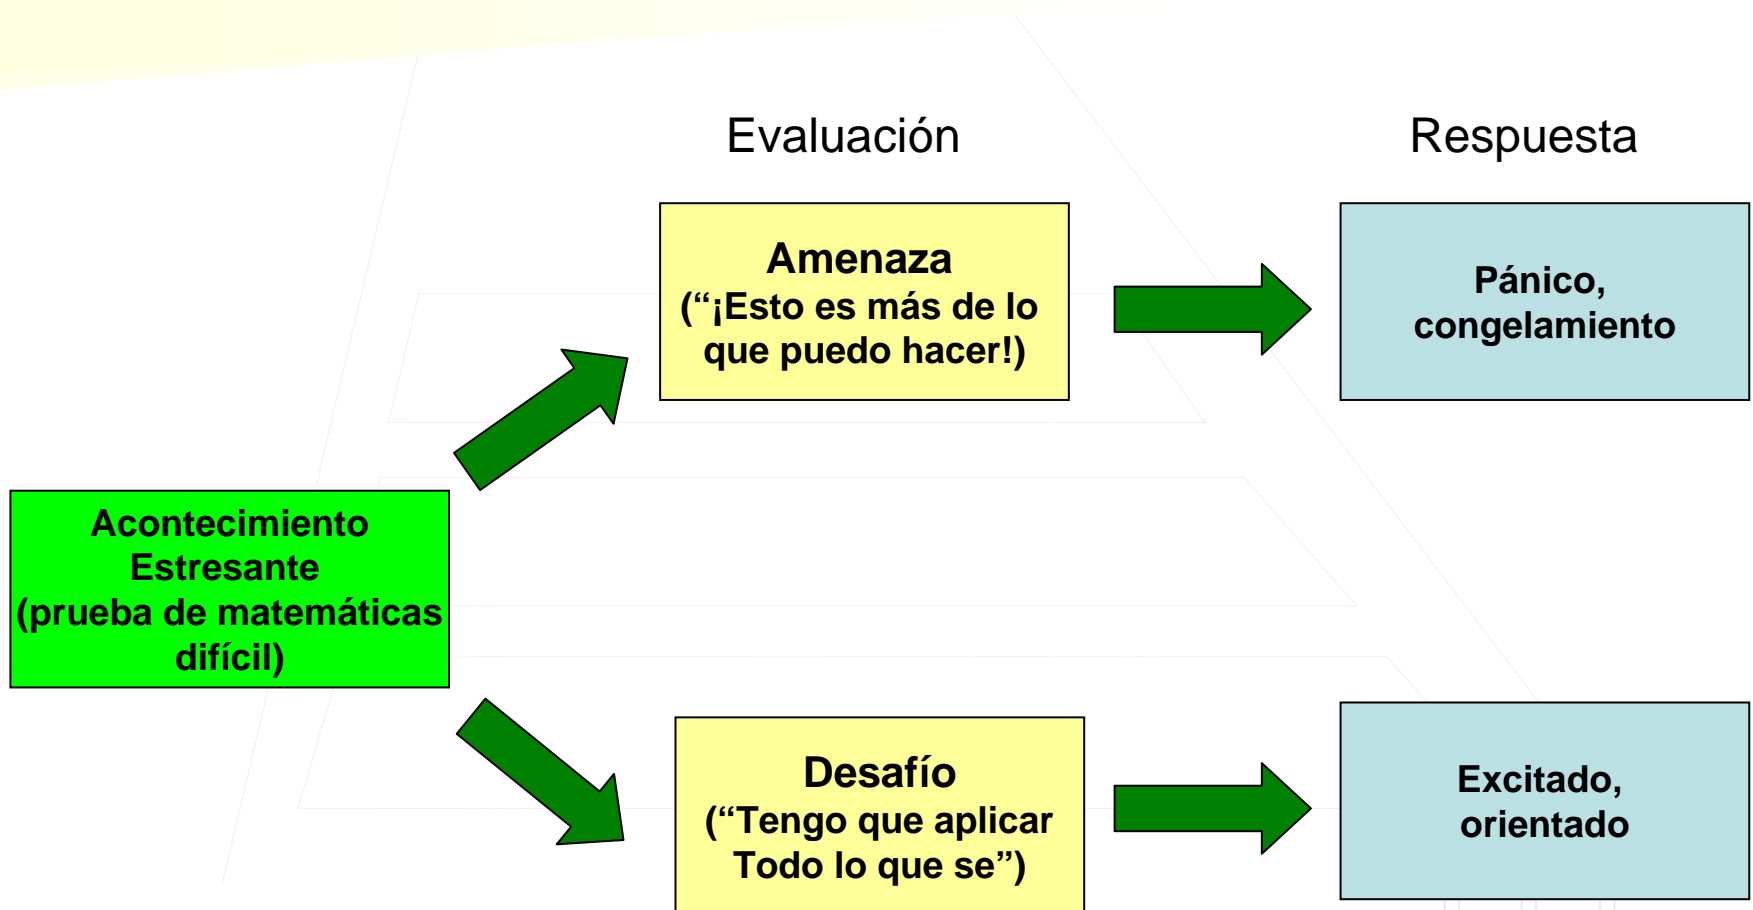 Evaluación
Respuesta
Amenaza
(“¡Esto es más de lo
que puedo hacer!)
Pánico,
congelamiento
Acontecimiento
Estresante
(prueba de matemáticas
difícil)
Desafío
(“Tengo que aplicar
Todo lo que se”)
Excitado,
orientado